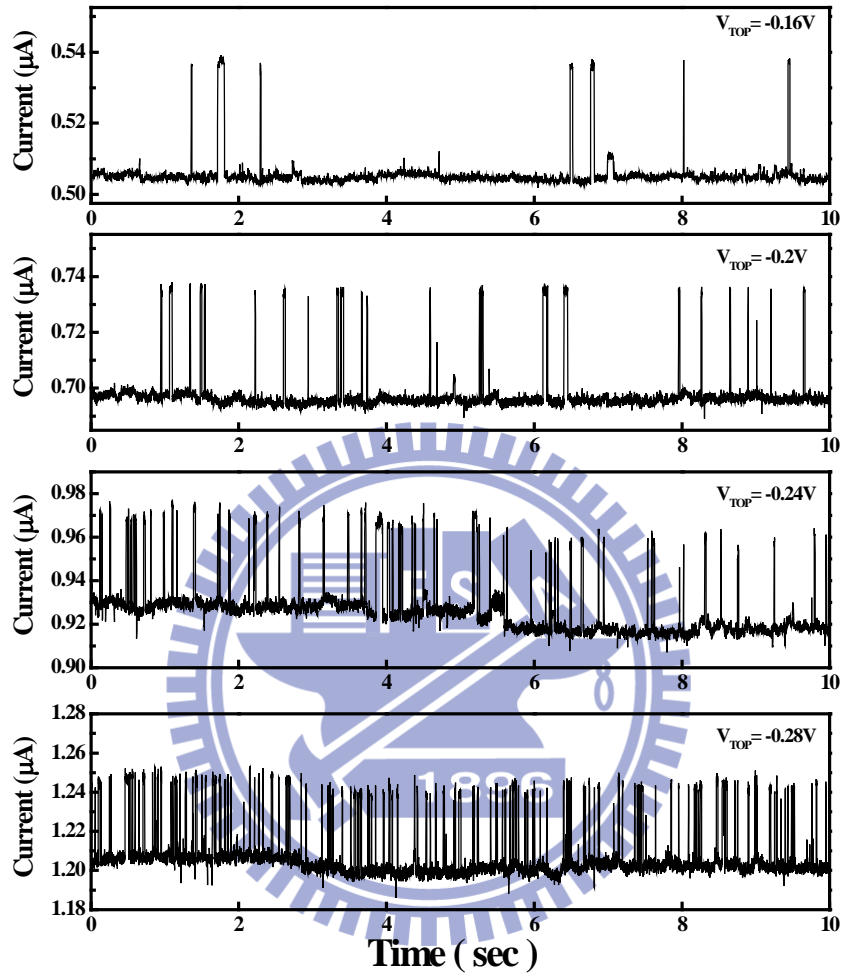 V_TOP= -0.16V
Current (µA)
0.54
0.52
0.50
0 2 4 6 8 10
V_TOP= -0.2V
Current (µA)
0.74
0.72
0.70
0 2 4 6 8 10
V_TOP= -0.24V
Current (µA)
0.98
0.96
0.94
0.92
0.90
0 2 4 6 8 10
V_TOP= -0.28V
Current (µA)
1.28
1.26
1.24
1.22
1.20
1.18
0 2 4 6 8 10
Time ( sec )
ESA
1896